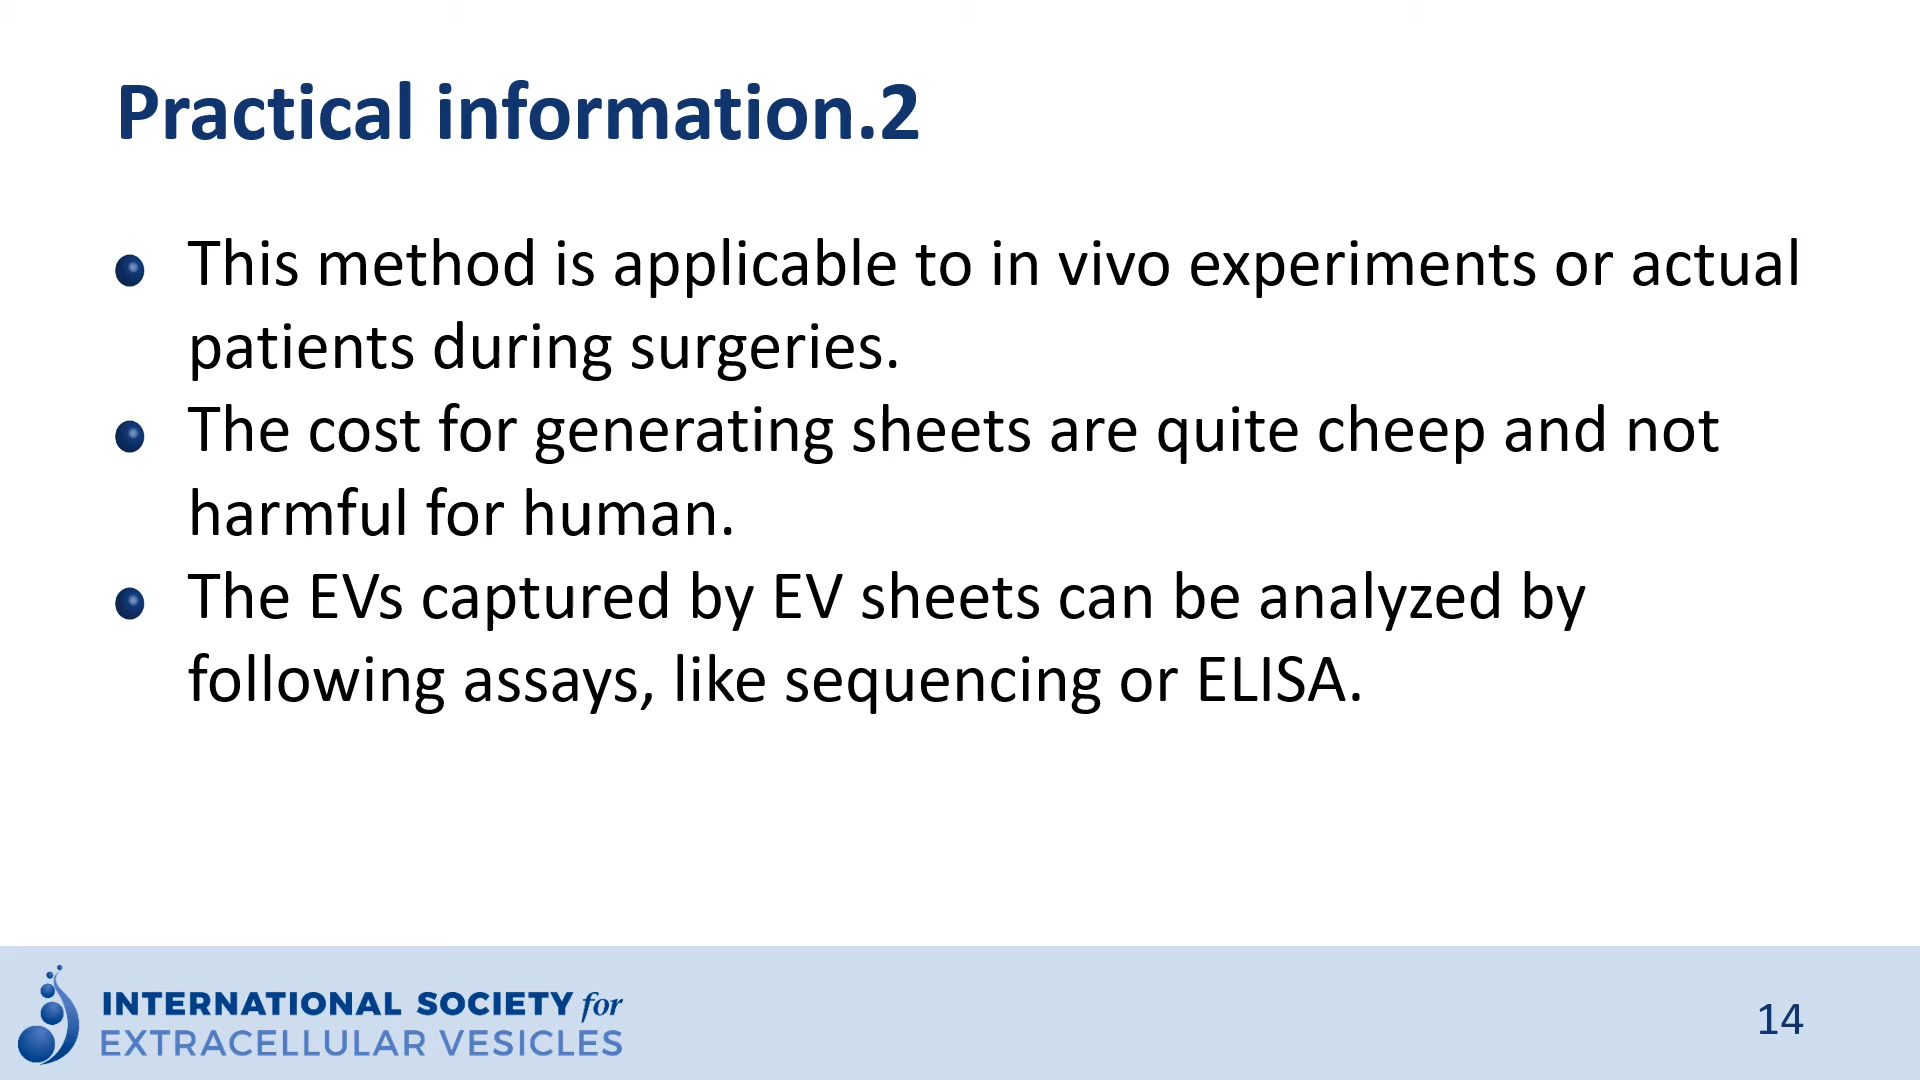 Practical information.2
This method is applicable to in vivo experiments or actual
patients during surgeries.
The cost for generating sheets are quite cheep and not
harmful for human.
The EVs captured by EV sheets can be analyzed by
following assays, like sequencing or ELISA.
INTERNATIONAL SOCIETY for
EXTRACELLULAR VESICLES
14